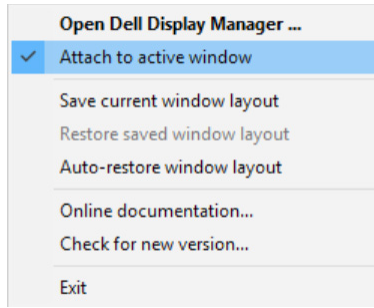 Open Dell Display Manager ...
Attach to active window
Save current window layout
Restore saved window layout
Auto-restore window layout
Online documentation...
Check for new version...
Exit